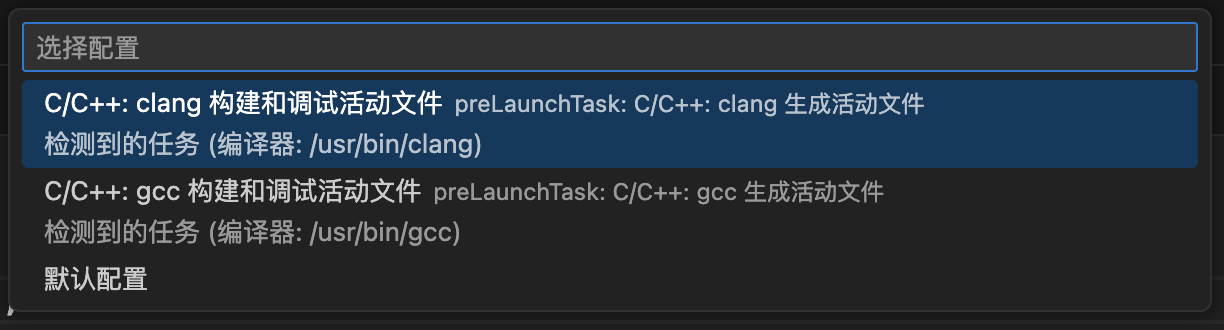 选择配置
C/C++: clang 构建和调试活动文件 preLaunchTask: C/C++: clang 生成活动文件
检测到的任务 (编译器: /usr/bin/clang)
C/C++: gcc 构建和调试活动文件 preLaunchTask: C/C++: gcc 生成活动文件
检测到的任务 (编译器: /usr/bin/gcc)
默认配置